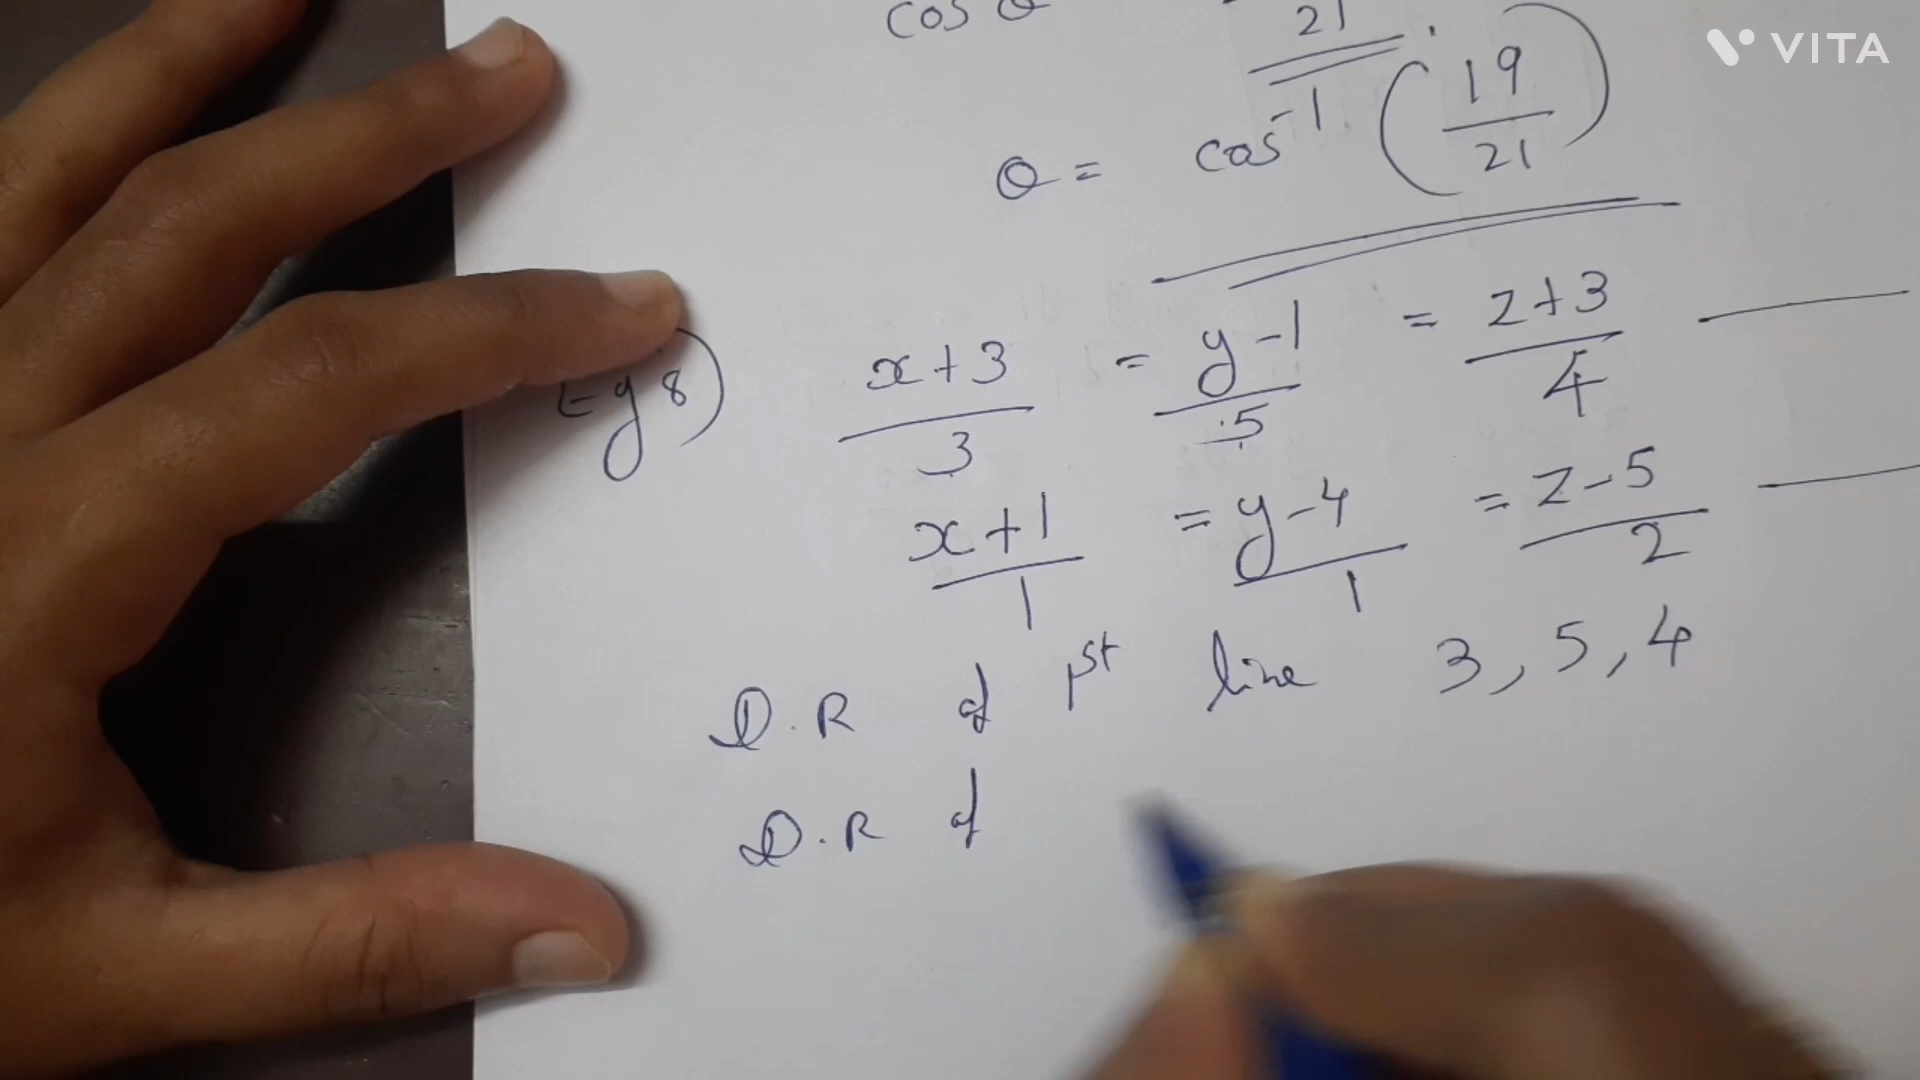 VITA
cos θ
21
θ = cos⁻¹ (19/21)
Eg 8) x+3/3 = y-1/5 = z+3/4
x+1/1 = y-4/1 = z-5/2
D.R of 1st line 3, 5, 4
D.R of